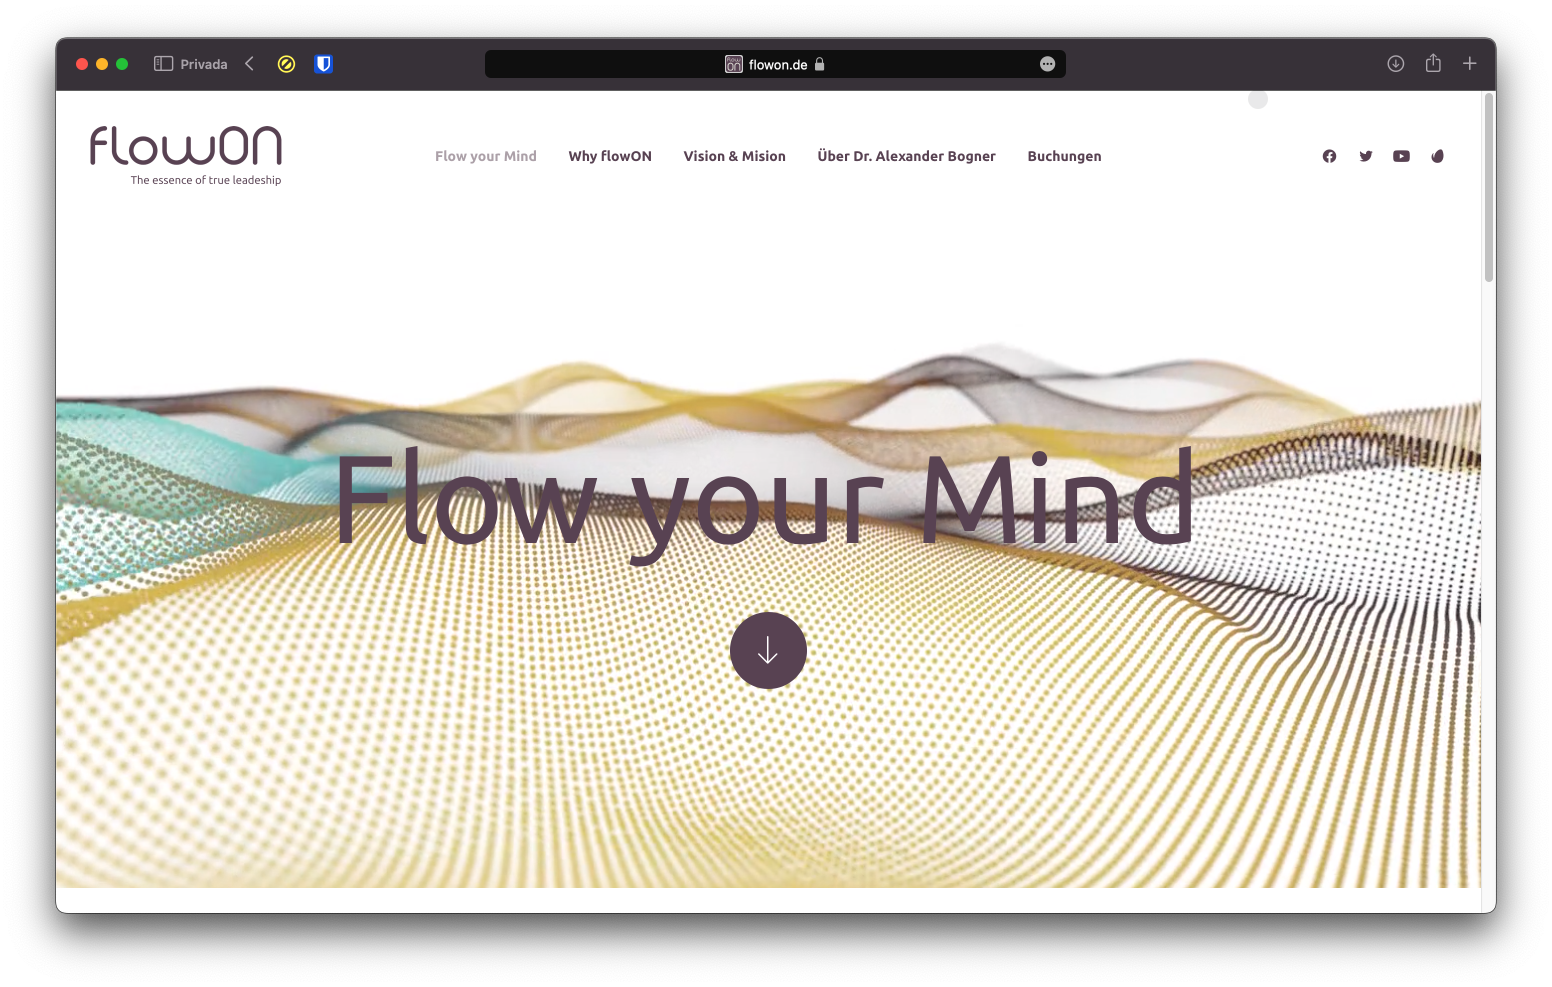 Privada
flowon.de
flowON
The essence of true leadeship
Flow your Mind
Why flowON
Vision & Mision
Über Dr. Alexander Bogner
Buchungen
Flow your Mind